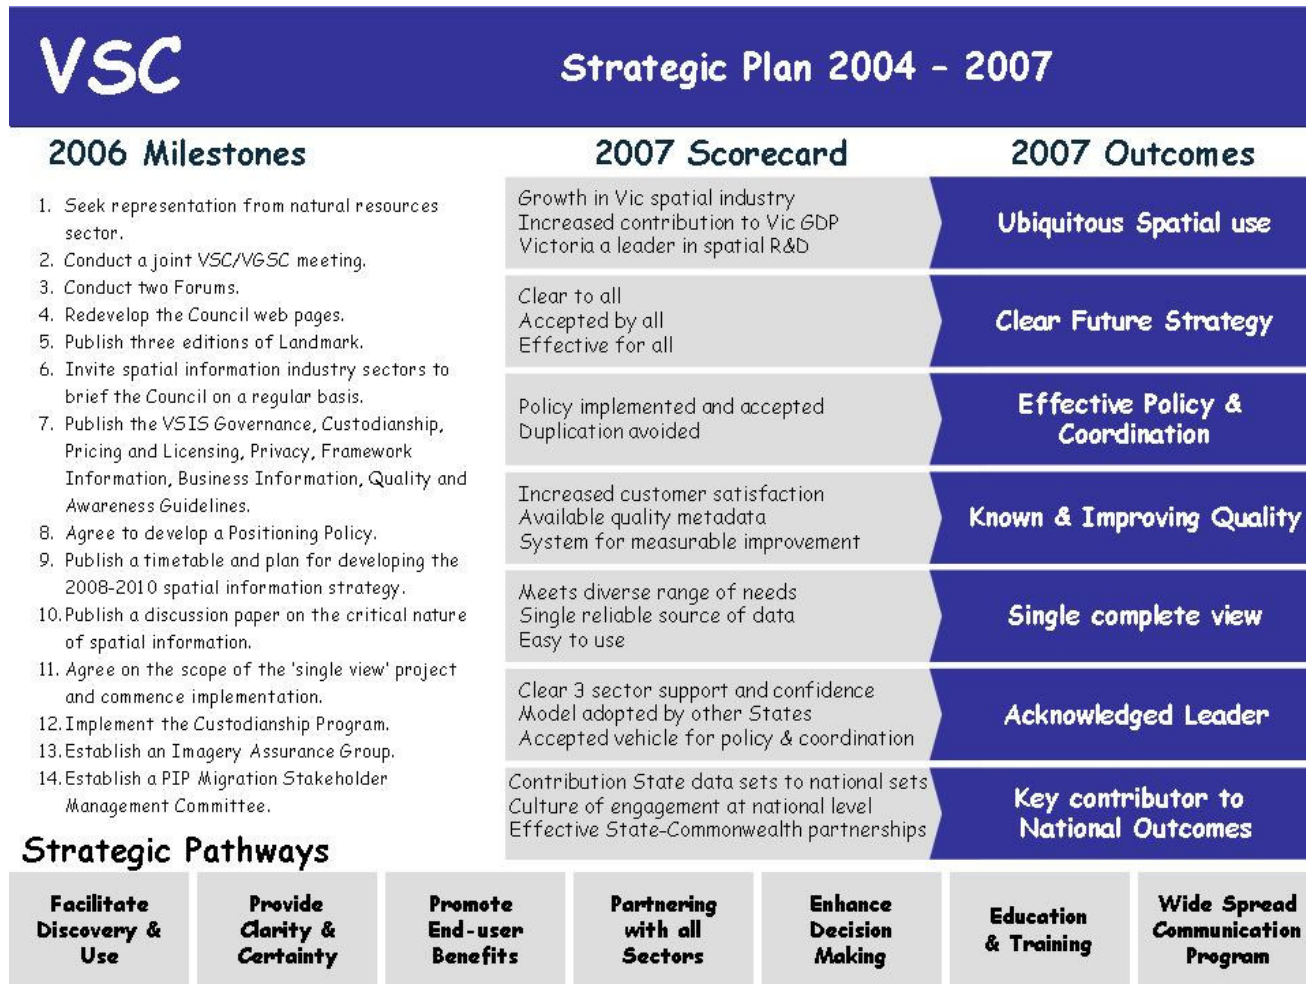 VSC
Strategic Plan 2004 - 2007
2006 Milestones
1. Seek representation from natural resources
sector.
2. Conduct a joint VSC/VGSC meeting.
3. Conduct two Forums.
4. Redevelop the Council web pages.
5. Publish three editions of Landmark.
6. Invite spatial information industry sectors to
brief the Council on a regular basis.
7. Publish the VSIS Governance, Custodianship,
Pricing and Licensing, Privacy, Framework
Information, Business Information, Quality and
Awareness Guidelines.
8. Agree to develop a Positioning Policy.
9. Publish a timetable and plan for developing the
2008-2010 spatial information strategy.
10. Publish a discussion paper on the critical nature
of spatial information.
11. Agree on the scope of the 'single view' project
and commence implementation.
12. Implement the Custodianship Program.
13. Establish an Imagery Assurance Group.
14. Establish a PIP Migration Stakeholder
Management Committee.
2007 Scorecard
2007 Outcomes
Growth in Vic spatial industry
Increased contribution to Vic GDP
Victoria a leader in spatial R&D
Ubiquitous Spatial use
Clear to all
Accepted by all
Effective for all
Clear Future Strategy
Policy implemented and accepted
Duplication avoided
Effective Policy &
Coordination
Increased customer satisfaction
Available quality metadata
System for measurable improvement
Known & Improving Quality
Meets diverse range of needs
Single reliable source of data
Easy to use
Single complete view
Clear 3 sector support and confidence
Model adopted by other States
Accepted vehicle for policy & coordination
Acknowledged Leader
Contribution State data sets to national sets
Culture of engagement at national level
Effective State-Commonwealth partnerships
Key contributor to
National Outcomes
Strategic Pathways
Facilitate
Discovery &
Use
Provide
Clarity &
Certainty
Promote
End-user
Benefits
Partnering
with all
Sectors
Enhance
Decision
Making
Education
& Training
Wide Spread
Communication
Program